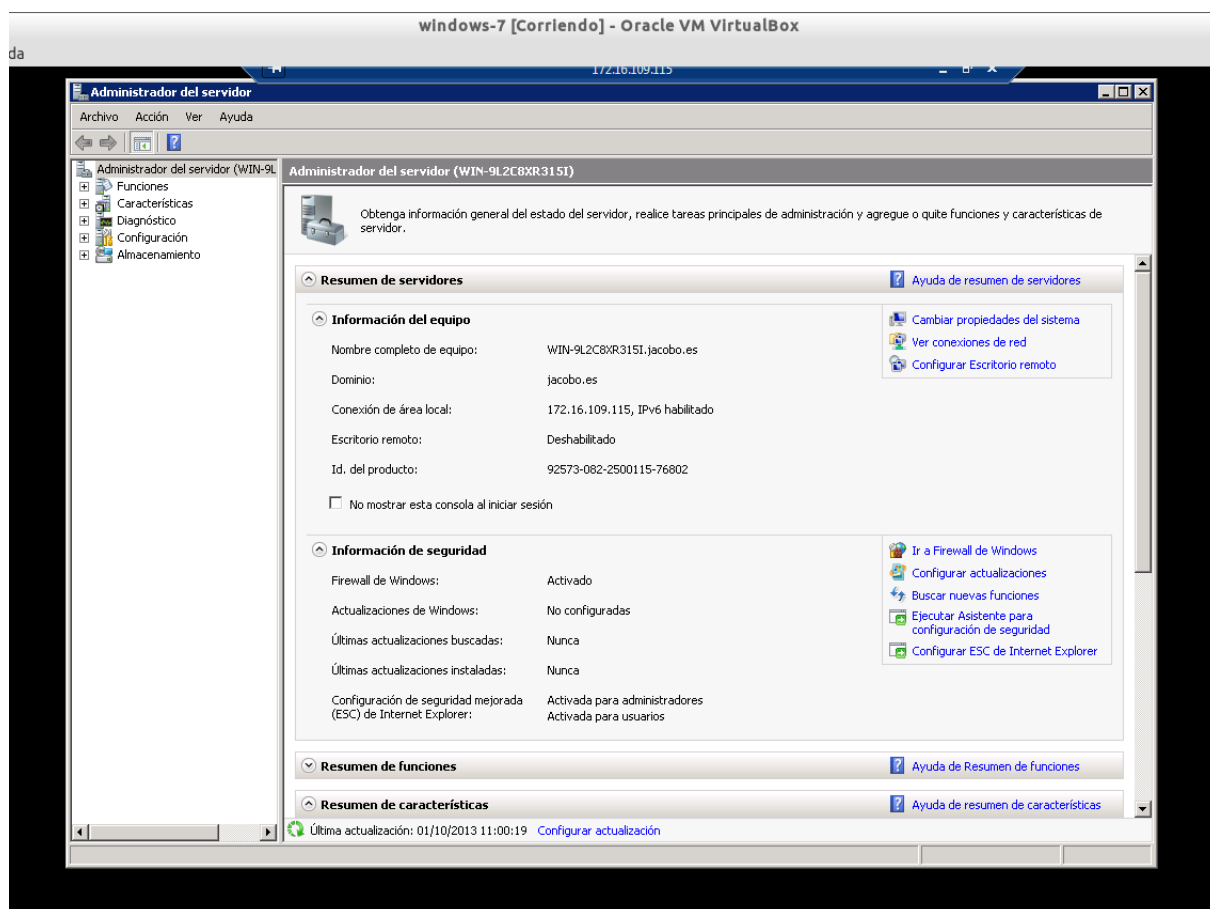 windows-7 [Corriendo] - Oracle VM VirtualBox
da
172.16.109.115
Administrador del servidor
Archivo Acción Ver Ayuda
Administrador del servidor (WIN-9L
Funciones
Características
Diagnóstico
Configuración
Almacenamiento
Administrador del servidor (WIN-9L2C8XR315I)
Obtenga información general del estado del servidor, realice tareas principales de administración y agregue o quite funciones y características de
servidor.
Resumen de servidores
Ayuda de resumen de servidores
Información del equipo
Nombre completo de equipo: WIN-9L2C8XR315I.jacobo.es
Dominio: jacobo.es
Conexión de área local: 172.16.109.115, IPv6 habilitado
Escritorio remoto: Deshabilitado
Id. del producto: 92573-082-2500115-76802
No mostrar esta consola al iniciar sesión
Cambiar propiedades del sistema
Ver conexiones de red
Configurar Escritorio remoto
Información de seguridad
Firewall de Windows: Activado
Actualizaciones de Windows: No configuradas
Últimas actualizaciones buscadas: Nunca
Últimas actualizaciones instaladas: Nunca
Configuración de seguridad mejorada Activada para administradores
(ESC) de Internet Explorer: Activada para usuarios
Ir a Firewall de Windows
Configurar actualizaciones
Buscar nuevas funciones
Ejecutar Asistente para
configuración de seguridad
Configurar ESC de Internet Explorer
Resumen de funciones
Ayuda de Resumen de funciones
Resumen de características
Ayuda de resumen de características
Última actualización: 01/10/2013 11:00:19 Configurar actualización